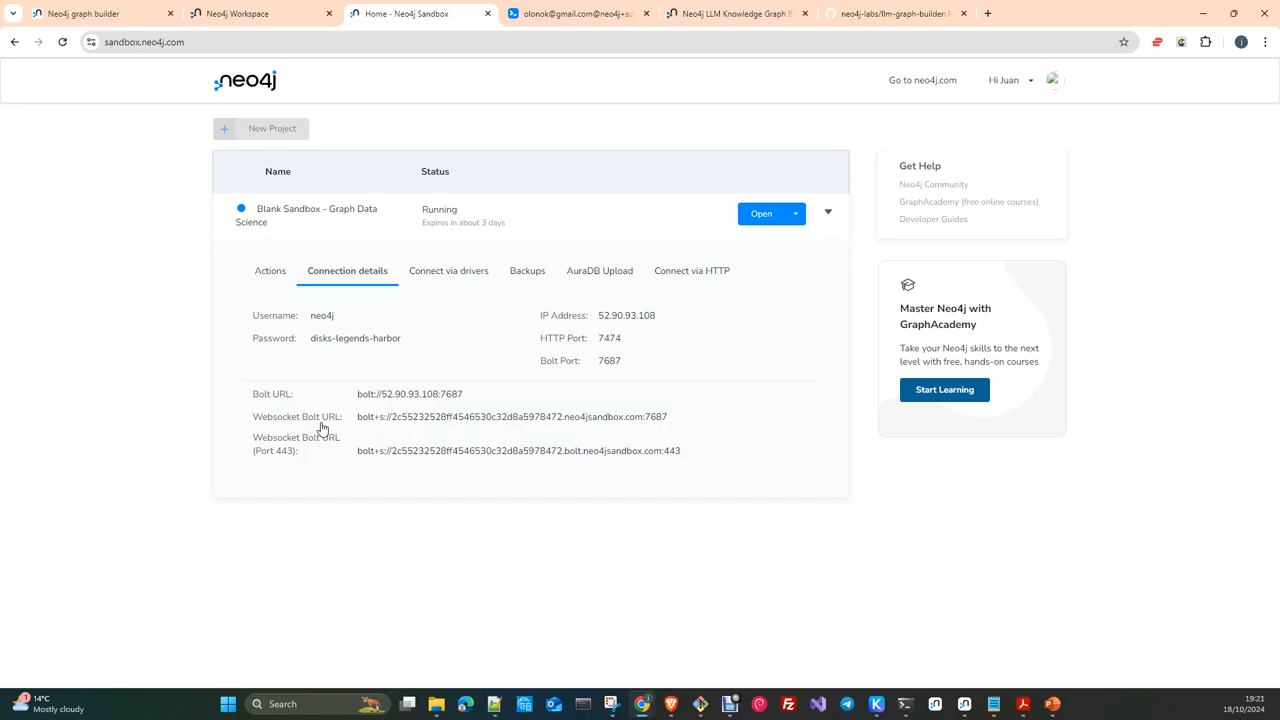 Neo4j graph builder
Neo4j Workspace
Home - Neo4j Sandbox
olonok@gmail.com@neo4j+s:/
Neo4j LLM Knowledge Graph B
neo4j-labs/llm-graph-builder: N
sandbox.neo4j.com
neo4j
Go to neo4j.com
Hi Juan
+ New Project
Name
Status
Blank Sandbox - Graph Data
Science
Running
Expires in about 3 days
Open
Actions
Connection details
Connect via drivers
Backups
AuraDB Upload
Connect via HTTP
Username: neo4j
Password: disks-legends-harbor
IP Address: 52.90.93.108
HTTP Port: 7474
Bolt Port: 7687
Bolt URL: bolt://52.90.93.108:7687
Websocket Bolt URL: bolt+s://2c55232528ff4546530c32d8a5978472.neo4jsandbox.com:7687
Websocket Bolt URL
(Port 443): bolt+s://2c55232528ff4546530c32d8a5978472.bolt.neo4jsandbox.com:443
Get Help
Neo4j Community
GraphAcademy (free online courses)
Developer Guides
Master Neo4j with
GraphAcademy
Take your Neo4j skills to the next
level with free, hands-on courses
Start Learning
1
14°C
Mostly cloudy
Search
19:21
18/10/2024